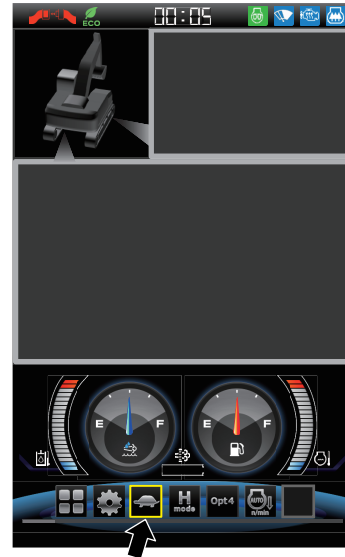 ECO
00:05
E F
E F
H
mode
Opt4
AUTO
n/min